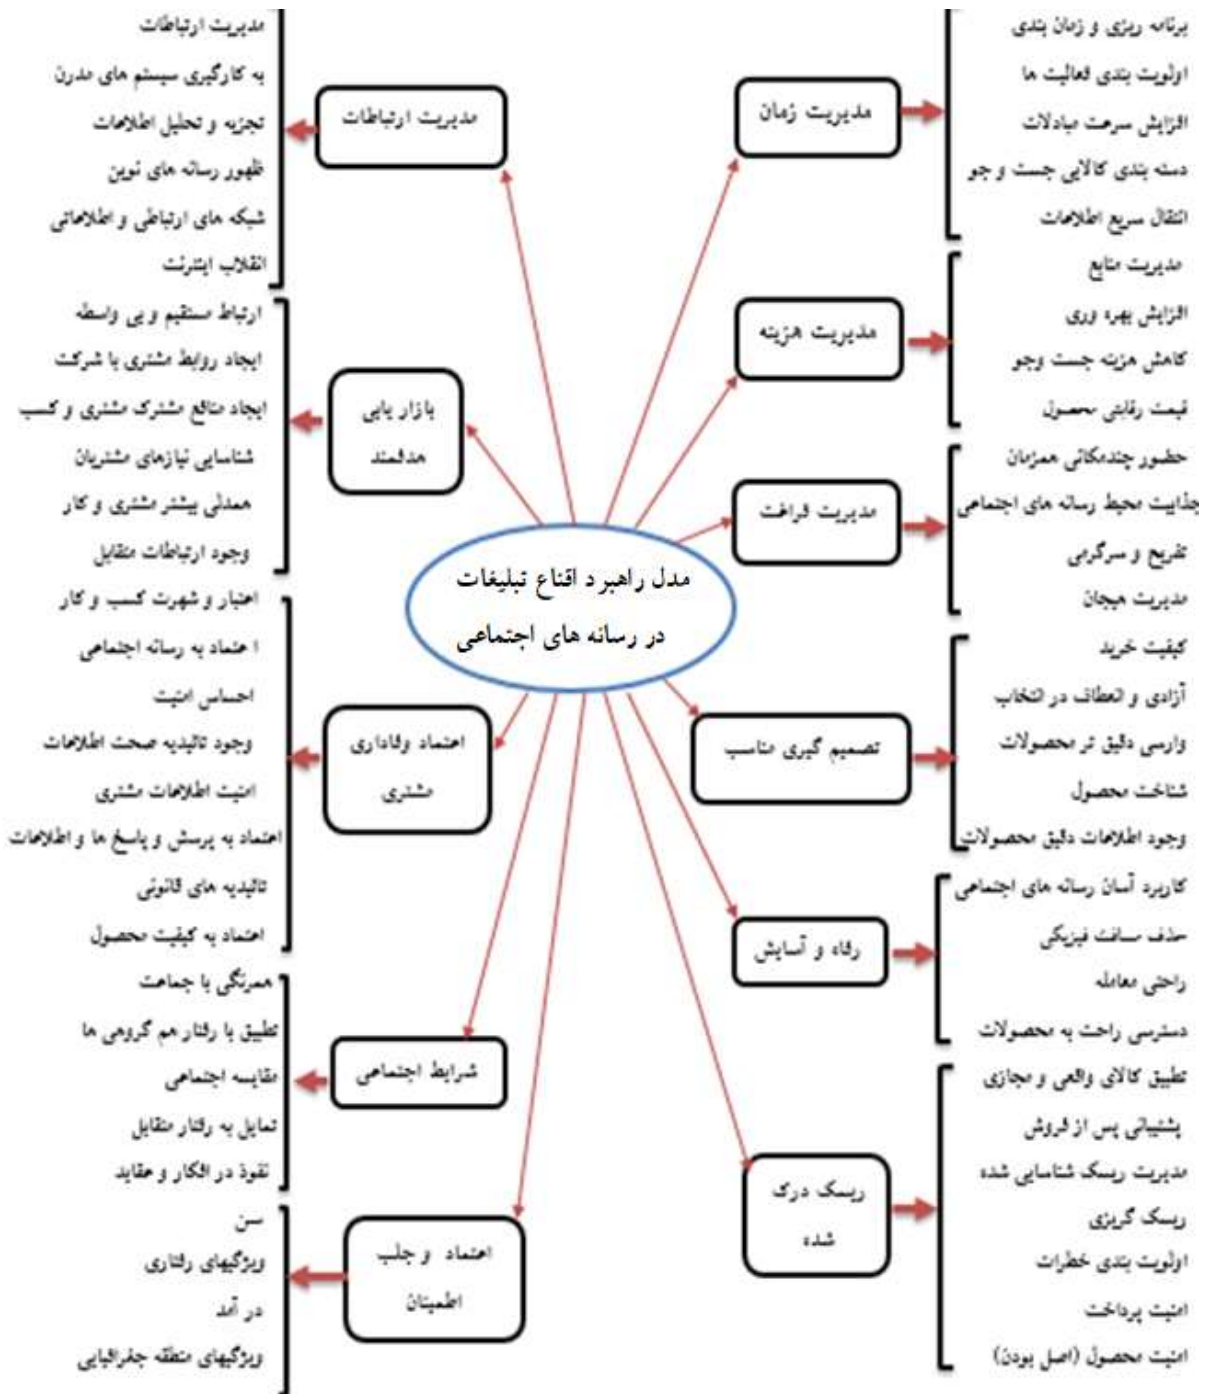 مدل راهبرد اقناع تبلیغات
در رسانه های اجتماعی
مدیریت زمان
برنامه ریزی و زمان بندی
اولویت بندی فعالیت ها
افزایش سرعت مبادلات
دسته بندی کالایی جست و جو
انتقال سریع اطلاعات
مدیریت هزینه
مدیریت منابع
افزایش بهره وری
کاهش هزینه جست وجو
قیمت رقابتی محصول
مدیریت فراغت
حضور چندمکانی همزمان
جذابیت محیط رسانه های اجتماعی
تفریح و سرگرمی
مدیریت هیجان
تصمیم گیری مناسب
کیفیت خرید
آزادی و انعطاف در انتخاب
وارسی دقیق تر محصولات
شناخت محصول
وجود اطلاعات دقیق محصولات
رفاه و آسایش
کاربرد آسان رسانه های اجتماعی
حذف مسافت فیزیکی
راحتی معامله
دسترسی راحت به محصولات
ریسک درک
شده
تطبیق کالای واقعی و مجازی
پشتیبانی پس از فروش
مدیریت ریسک شناسایی شده
ریسک گریزی
اولویت بندی خطرات
امنیت پرداخت
امنیت محصول (اصل بودن)
مدیریت ارتباطات
مدیریت ارتباطات
به کارگیری سیستم های مدرن
تجزیه و تحلیل اطلاعات
ظهور رسانه های نوین
شبکه های ارتباطی و اطلاعاتی
انقلاب اینترنت
بازار یابی
هدفمند
ارتباط مستقیم و بی واسطه
ایجاد روابط مشتری با شرکت
ایجاد منافع مشترک مشتری و کسب
شناسایی نیازهای مشتریان
همدلی بیشتر مشتری و کار
وجود ارتباطات متقابل
اعتماد وفاداری
مشتری
اعتبار و شهرت کسب و کار
ا عتماد به رسانه اجتماعی
احساس امنیت
وجود تائیدیه صحت اطلاعات
امنیت اطلاعات مشتری
اعتماد به پرسش و پاسخ ها و اطلاعات
تائیدیه های قانونی
اعتماد به کیفیت محصول
شرایط اجتماعی
همرنگی با جماعت
تطبیق با رفتار هم گروهی ها
مقایسه اجتماعی
تمایل به رفتار متقابل
نفوذ در افکار و عقاید
اعتماد و جلب
اطمینان
سن
ویژگیهای رفتاری
در آمد
ویژگیهای منطقه جغرافیایی